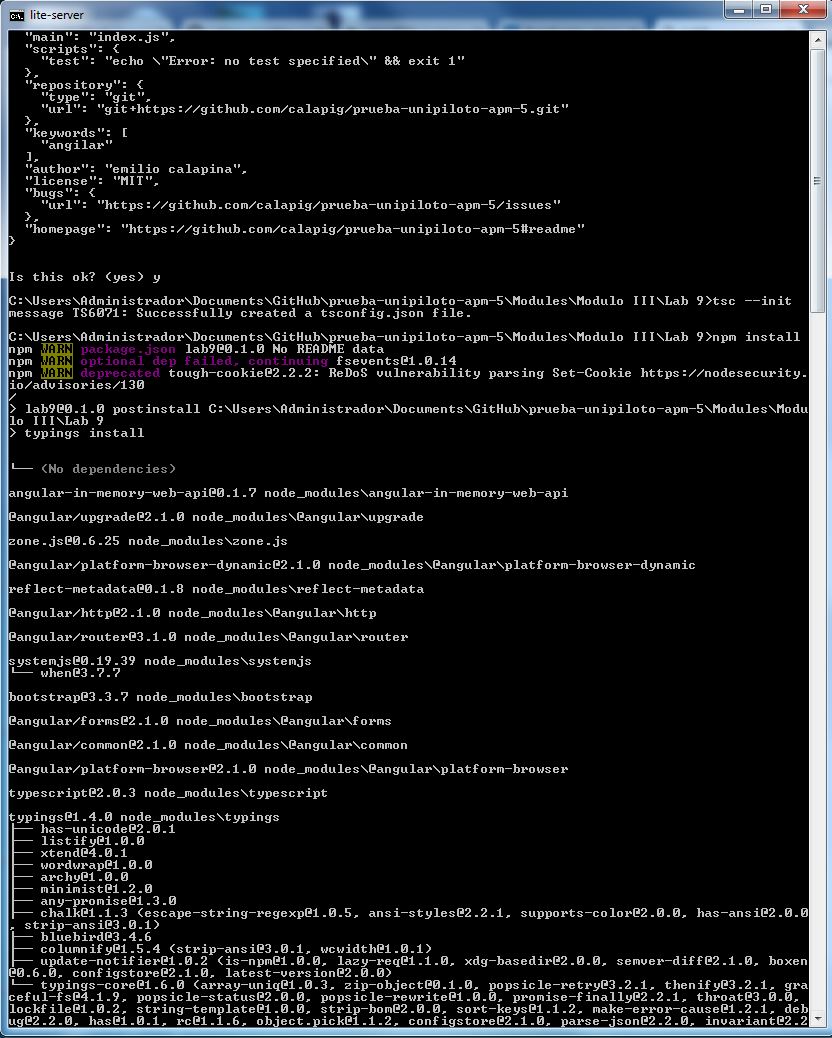 lite-server
"main": "index.js",
"scripts": {
"test": "echo \"Error: no test specified\" && exit 1"
},
"repository": {
"type": "git",
"url": "git+https://github.com/calapig/prueba-unipiloto-apm-5.git"
},
"keywords": [
"angilar"
],
"author": "emilio calapina",
"license": "MIT",
"bugs": {
"url": "https://github.com/calapig/prueba-unipiloto-apm-5/issues"
},
"homepage": "https://github.com/calapig/prueba-unipiloto-apm-5#readme"
}
Is this ok? (yes) y
C:\Users\Administrador\Documents\GitHub\prueba-unipiloto-apm-5\Modules\Modulo III\Lab 9>tsc --init
message TS6071: Successfully created a tsconfig.json file.
C:\Users\Administrador\Documents\GitHub\prueba-unipiloto-apm-5\Modules\Modulo III\Lab 9>npm install
npm WARN package.json lab9@0.1.0 No README data
npm WARN optional dep failed, continuing fsevents@1.0.14
npm WARN deprecated tough-cookie@2.2.2: ReDoS vulnerability parsing Set-Cookie https://nodesecurity.
io/advisories/130
/
> lab9@0.1.0 postinstall C:\Users\Administrador\Documents\GitHub\prueba-unipiloto-apm-5\Modules\Modu
lo III\Lab 9
> typings install
└── (No dependencies)
angular-in-memory-web-api@0.1.7 node_modules\angular-in-memory-web-api
@angular/upgrade@2.1.0 node_modules\@angular\upgrade
zone.js@0.6.25 node_modules\zone.js
@angular/platform-browser-dynamic@2.1.0 node_modules\@angular\platform-browser-dynamic
reflect-metadata@0.1.8 node_modules\reflect-metadata
@angular/http@2.1.0 node_modules\@angular\http
@angular/router@3.1.0 node_modules\@angular\router
systemjs@0.19.39 node_modules\systemjs
└── when@3.7.7
bootstrap@3.3.7 node_modules\bootstrap
@angular/forms@2.1.0 node_modules\@angular\forms
@angular/common@2.1.0 node_modules\@angular\common
@angular/platform-browser@2.1.0 node_modules\@angular\platform-browser
typescript@2.0.3 node_modules\typescript
typings@1.4.0 node_modules\typings
├── has-unicode@2.0.1
├── listify@1.0.0
├── xtend@4.0.1
├── wordwrap@1.0.0
├── archy@1.0.0
├── minimist@1.2.0
├── any-promise@1.3.0
├── chalk@1.1.3 (escape-string-regexp@1.0.5, ansi-styles@2.2.1, supports-color@2.0.0, has-ansi@2.0.0
, strip-ansi@3.0.1)
├── bluebird@3.4.6
├── columnify@1.5.4 (strip-ansi@3.0.1, wcwidth@1.0.1)
├── update-notifier@1.0.2 (is-npm@1.0.0, lazy-req@1.1.0, xdg-basedir@2.0.0, semver-diff@2.1.0, boxen
@0.6.0, configstore@2.1.0, latest-version@2.0.0)
└── typings-core@1.6.0 (array-uniq@1.0.3, zip-object@0.1.0, popsicle-retry@3.2.1, thenify@3.2.1, gra
ceful-fs@4.1.9, popsicle-status@2.0.0, popsicle-rewrite@1.0.0, promise-finally@2.2.1, throat@3.0.0,
lockfile@1.0.2, string-template@1.0.0, strip-bom@2.0.0, sort-keys@1.1.2, make-error-cause@1.2.1, deb
ug@2.2.0, has@1.0.1, rc@1.1.6, object.pick@1.1.2, configstore@2.1.0, parse-json@2.2.0, invariant@2.2